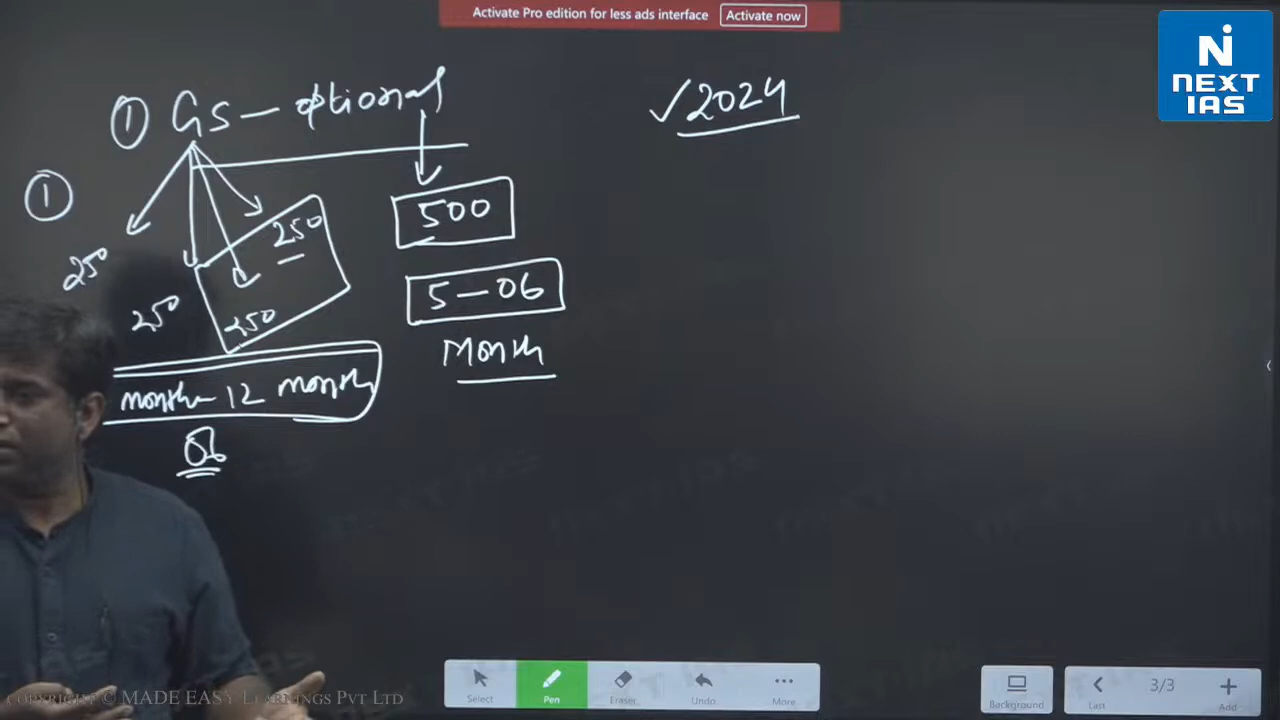 Activate Pro edition for less ads interface Activate now
NEXT
IAS
① GS — optional
✓2024
①
500
250
250
250
250
5 — 06
Month
month - 12 month
08
COPYRIGHT © MADE EASY LEARNINGS PVT LTD
Select Pen Eraser Undo More
Background Last 3/3 Add